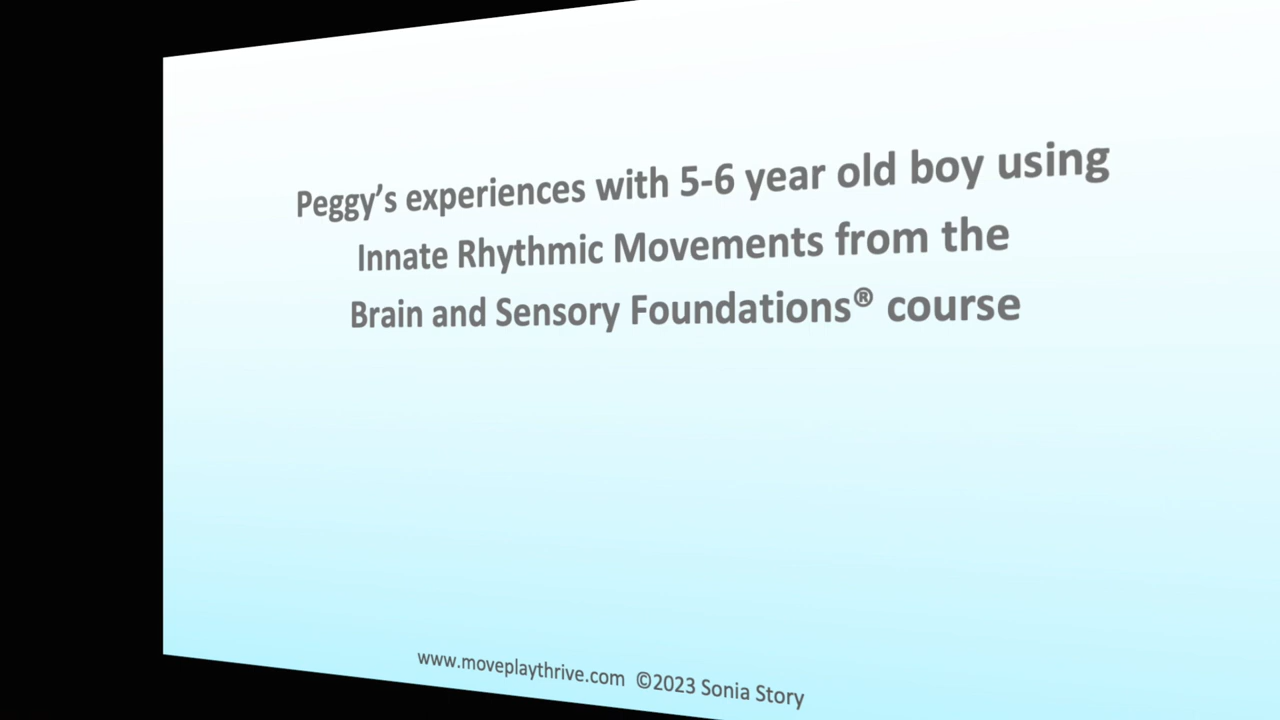 Peggy’s experiences with 5-6 year old boy using
Innate Rhythmic Movements from the
Brain and Sensory Foundations® course
www.moveplaythrive.com ©2023 Sonia Story